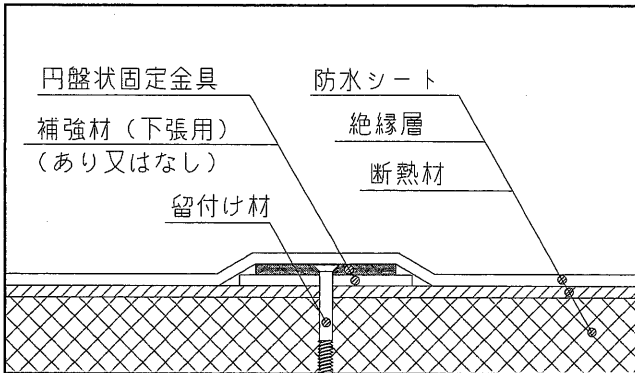 円盤状固定金具
補強材（下張用）
（あり又はなし）
留付け材
防水シート
絶縁層
断熱材